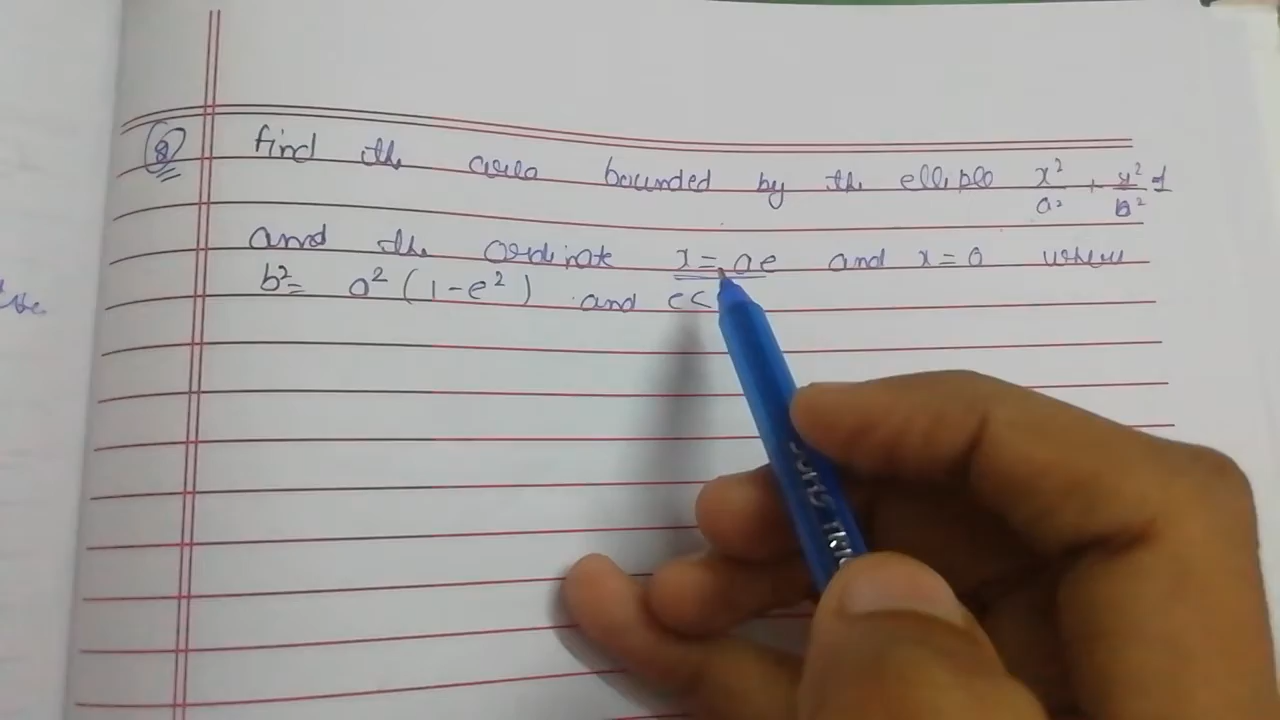 Q
find the area bounded by the ellipse x²/a² + y²/b² = 1
and the ordinate x = ae and x = 0 where
b² = a² (1 - e²) and e<